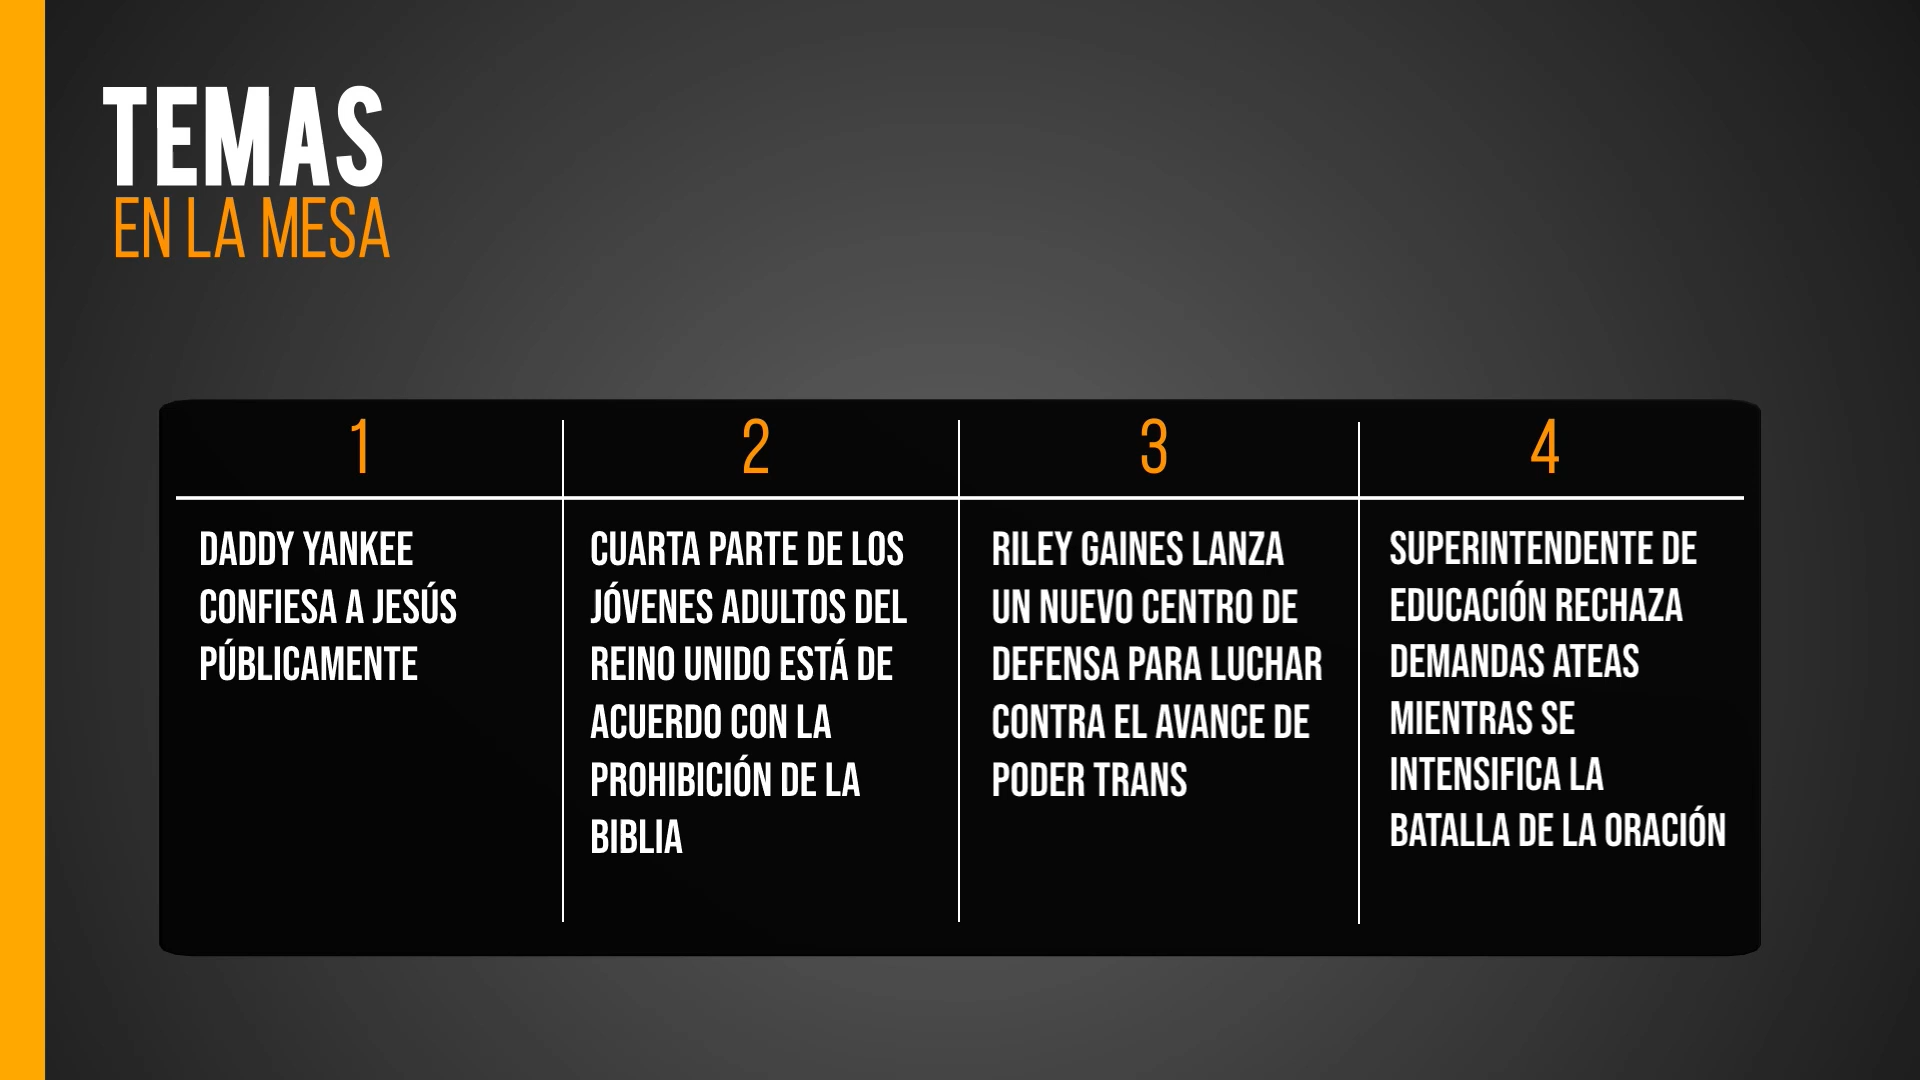 TEMAS
EN LA MESA
1
DADDY YANKEE
CONFIESA A JESÚS
PÚBLICAMENTE
2
CUARTA PARTE DE LOS
JÓVENES ADULTOS DEL
REINO UNIDO ESTÁ DE
ACUERDO CON LA
PROHIBICIÓN DE LA
BIBLIA
3
RILEY GAINES LANZA
UN NUEVO CENTRO DE
DEFENSA PARA LUCHAR
CONTRA EL AVANCE DE
PODER TRANS
4
SUPERINTENDENTE DE
EDUCACIÓN RECHAZA
DEMANDAS ATEAS
MIENTRAS SE
INTENSIFICA LA
BATALLA DE LA ORACIÓN